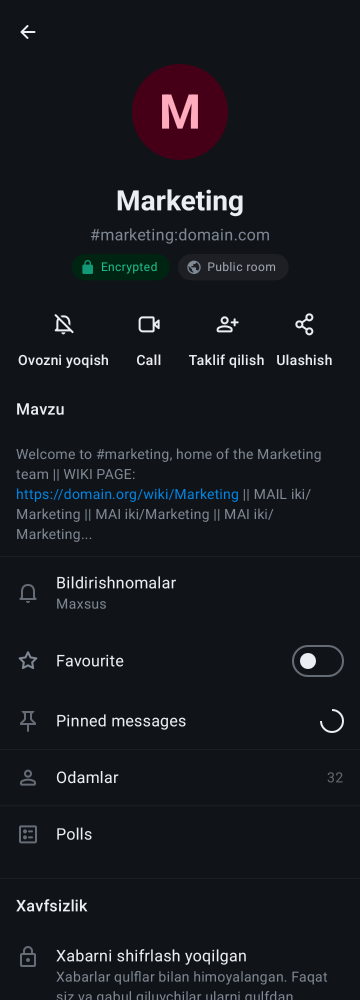 M
Marketing
#marketing:domain.com
Encrypted
Public room
Ovozni yoqish
Call
Taklif qilish
Ulashish
Mavzu
Welcome to #marketing, home of the Marketing
team || WIKI PAGE:
https://domain.org/wiki/Marketing || MAIL iki/
Marketing || MAI iki/Marketing || MAI iki/
Marketing...
Bildirishnomalar
Maxsus
Favourite
Pinned messages
Odamlar
32
Polls
Xavfsizlik
Xabarni shifrlash yoqilgan
Xabarlar qulflar bilan himoyalangan. Faqat
siz va qabul qiluvchilar ularni qulfdan